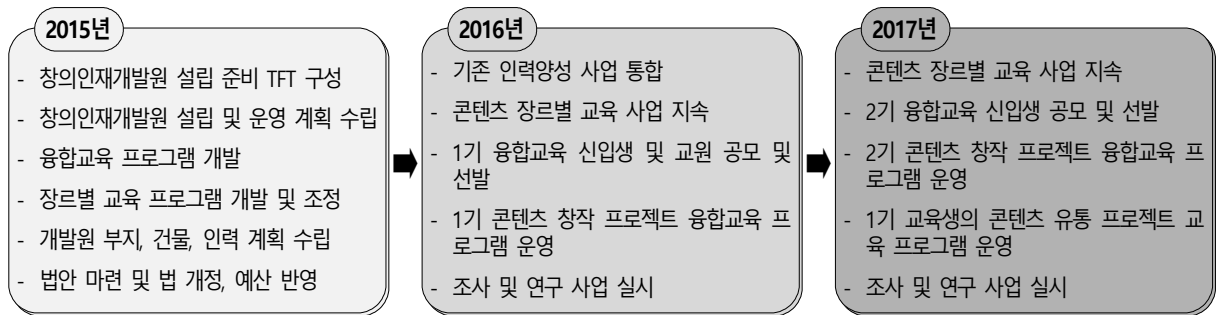 2015년
- 창의인재개발원 설립 준비 TFT 구성
- 창의인재개발원 설립 및 운영 계획 수립
- 융합교육 프로그램 개발
- 장르별 교육 프로그램 개발 및 조정
- 개발원 부지, 건물, 인력 계획 수립
- 법안 마련 및 법 개정, 예산 반영
2016년
- 기존 인력양성 사업 통합
- 콘텐츠 장르별 교육 사업 지속
- 1기 융합교육 신입생 및 교원 공모 및
선발
- 1기 콘텐츠 창작 프로젝트 융합교육 프
로그램 운영
- 조사 및 연구 사업 실시
2017년
- 콘텐츠 장르별 교육 사업 지속
- 2기 융합교육 신입생 공모 및 선발
- 2기 콘텐츠 창작 프로젝트 융합교육 프
로그램 운영
- 1기 교육생의 콘텐츠 유통 프로젝트 교
육 프로그램 운영
- 조사 및 연구 사업 실시